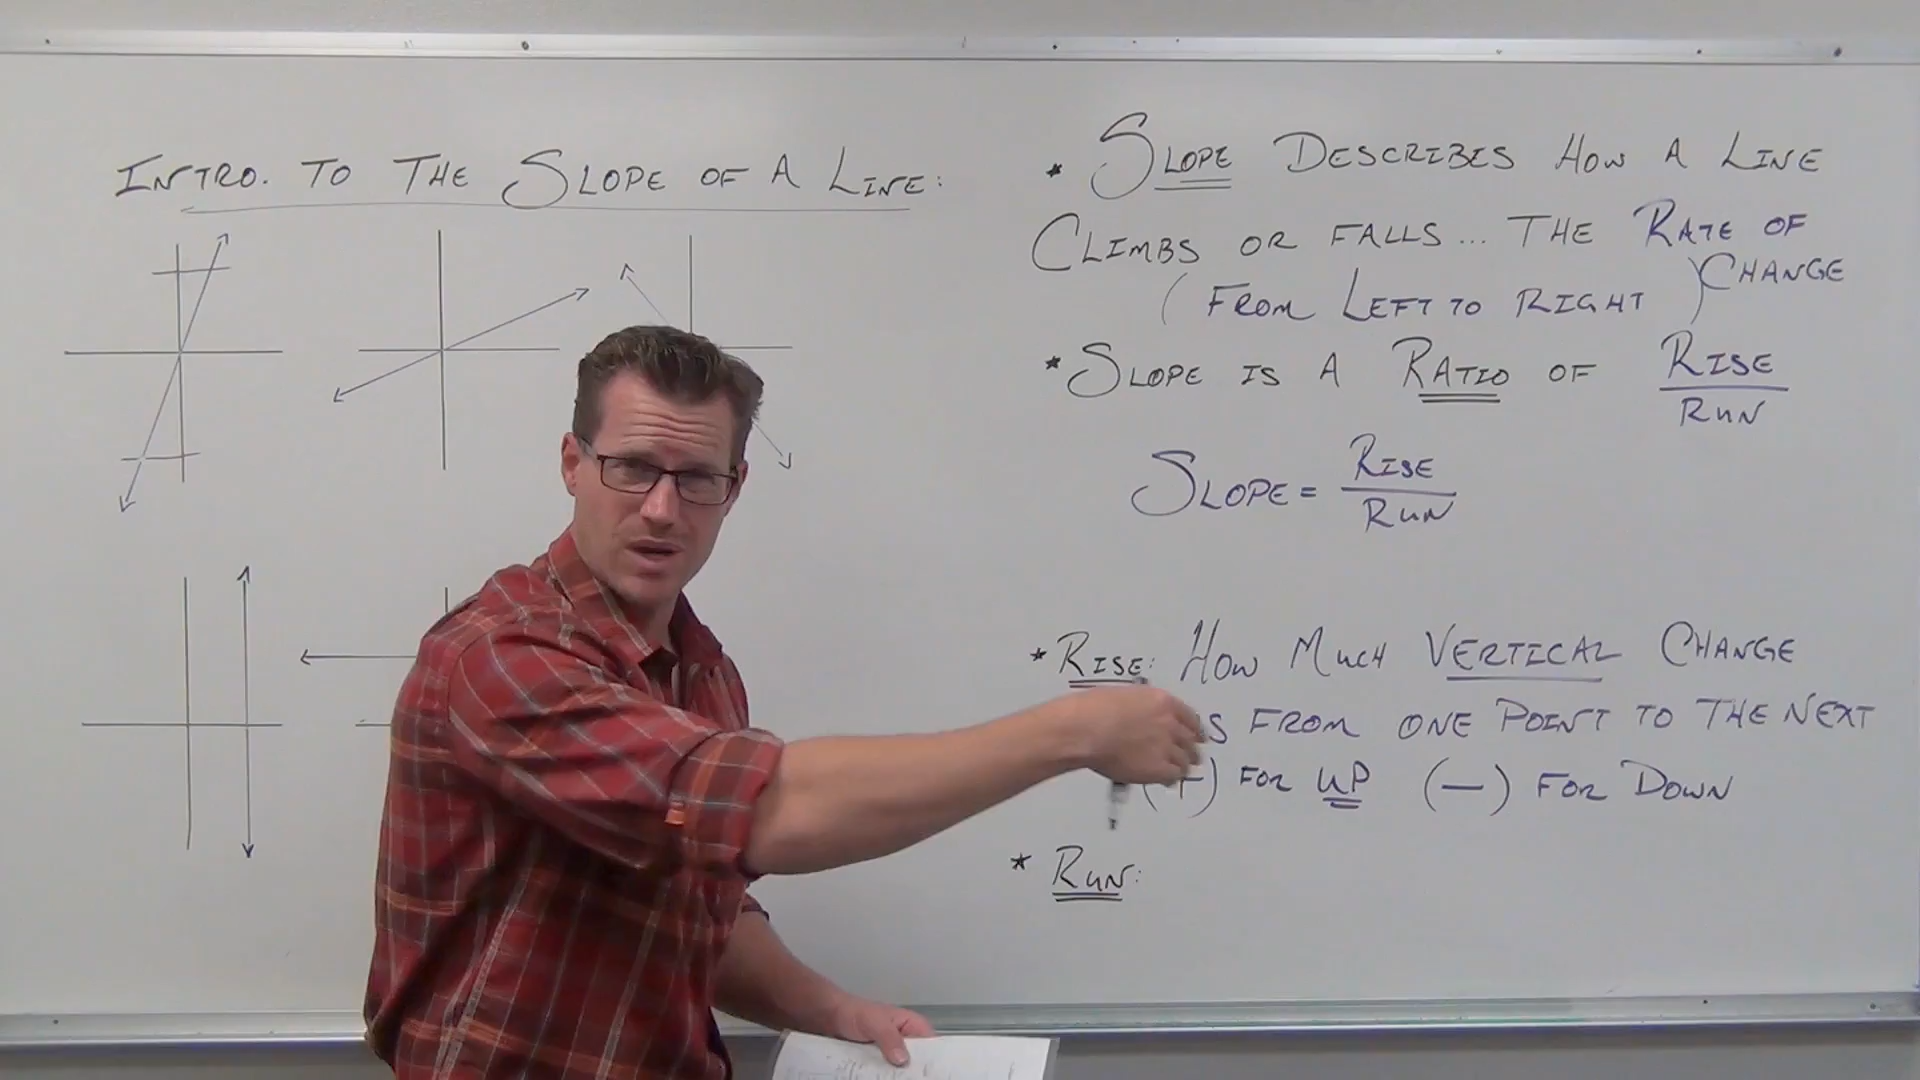 INTRO. TO THE SLOPE OF A LINE:
* SLOPE DESCRIBES HOW A LINE
CLIMBS OR FALLS... THE RATE OF
CHANGE
(FROM LEFT TO RIGHT)
* SLOPE IS A RATIO OF RISE
RUN
SLOPE = RISE
RUN
* RISE: HOW MUCH VERTICAL CHANGE
FROM ONE POINT TO THE NEXT
(+) FOR UP (-) FOR DOWN
* RUN: